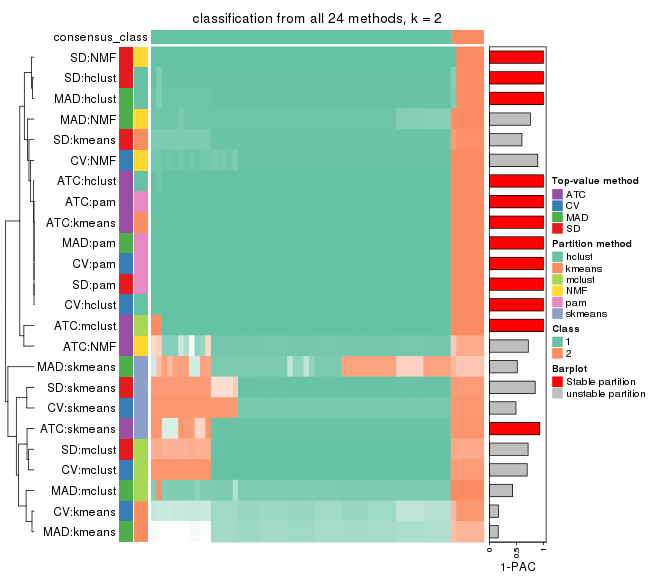 classification from all 24 methods, k = 2
consensus_class
SD:NMF
SD:hclust
MAD:hclust
MAD:NMF
SD:kmeans
CV:NMF
ATC:hclust
ATC:pam
ATC:kmeans
MAD:pam
CV:pam
SD:pam
CV:hclust
ATC:mclust
ATC:NMF
MAD:skmeans
SD:skmeans
CV:skmeans
ATC:skmeans
SD:mclust
CV:mclust
MAD:mclust
CV:kmeans
MAD:kmeans
0
0.5
1
1-PAC
Top-value method
ATC
CV
MAD
SD
Partition method
hclust
kmeans
mclust
NMF
pam
skmeans
Class
1
2
Barplot
Stable partition
unstable partition